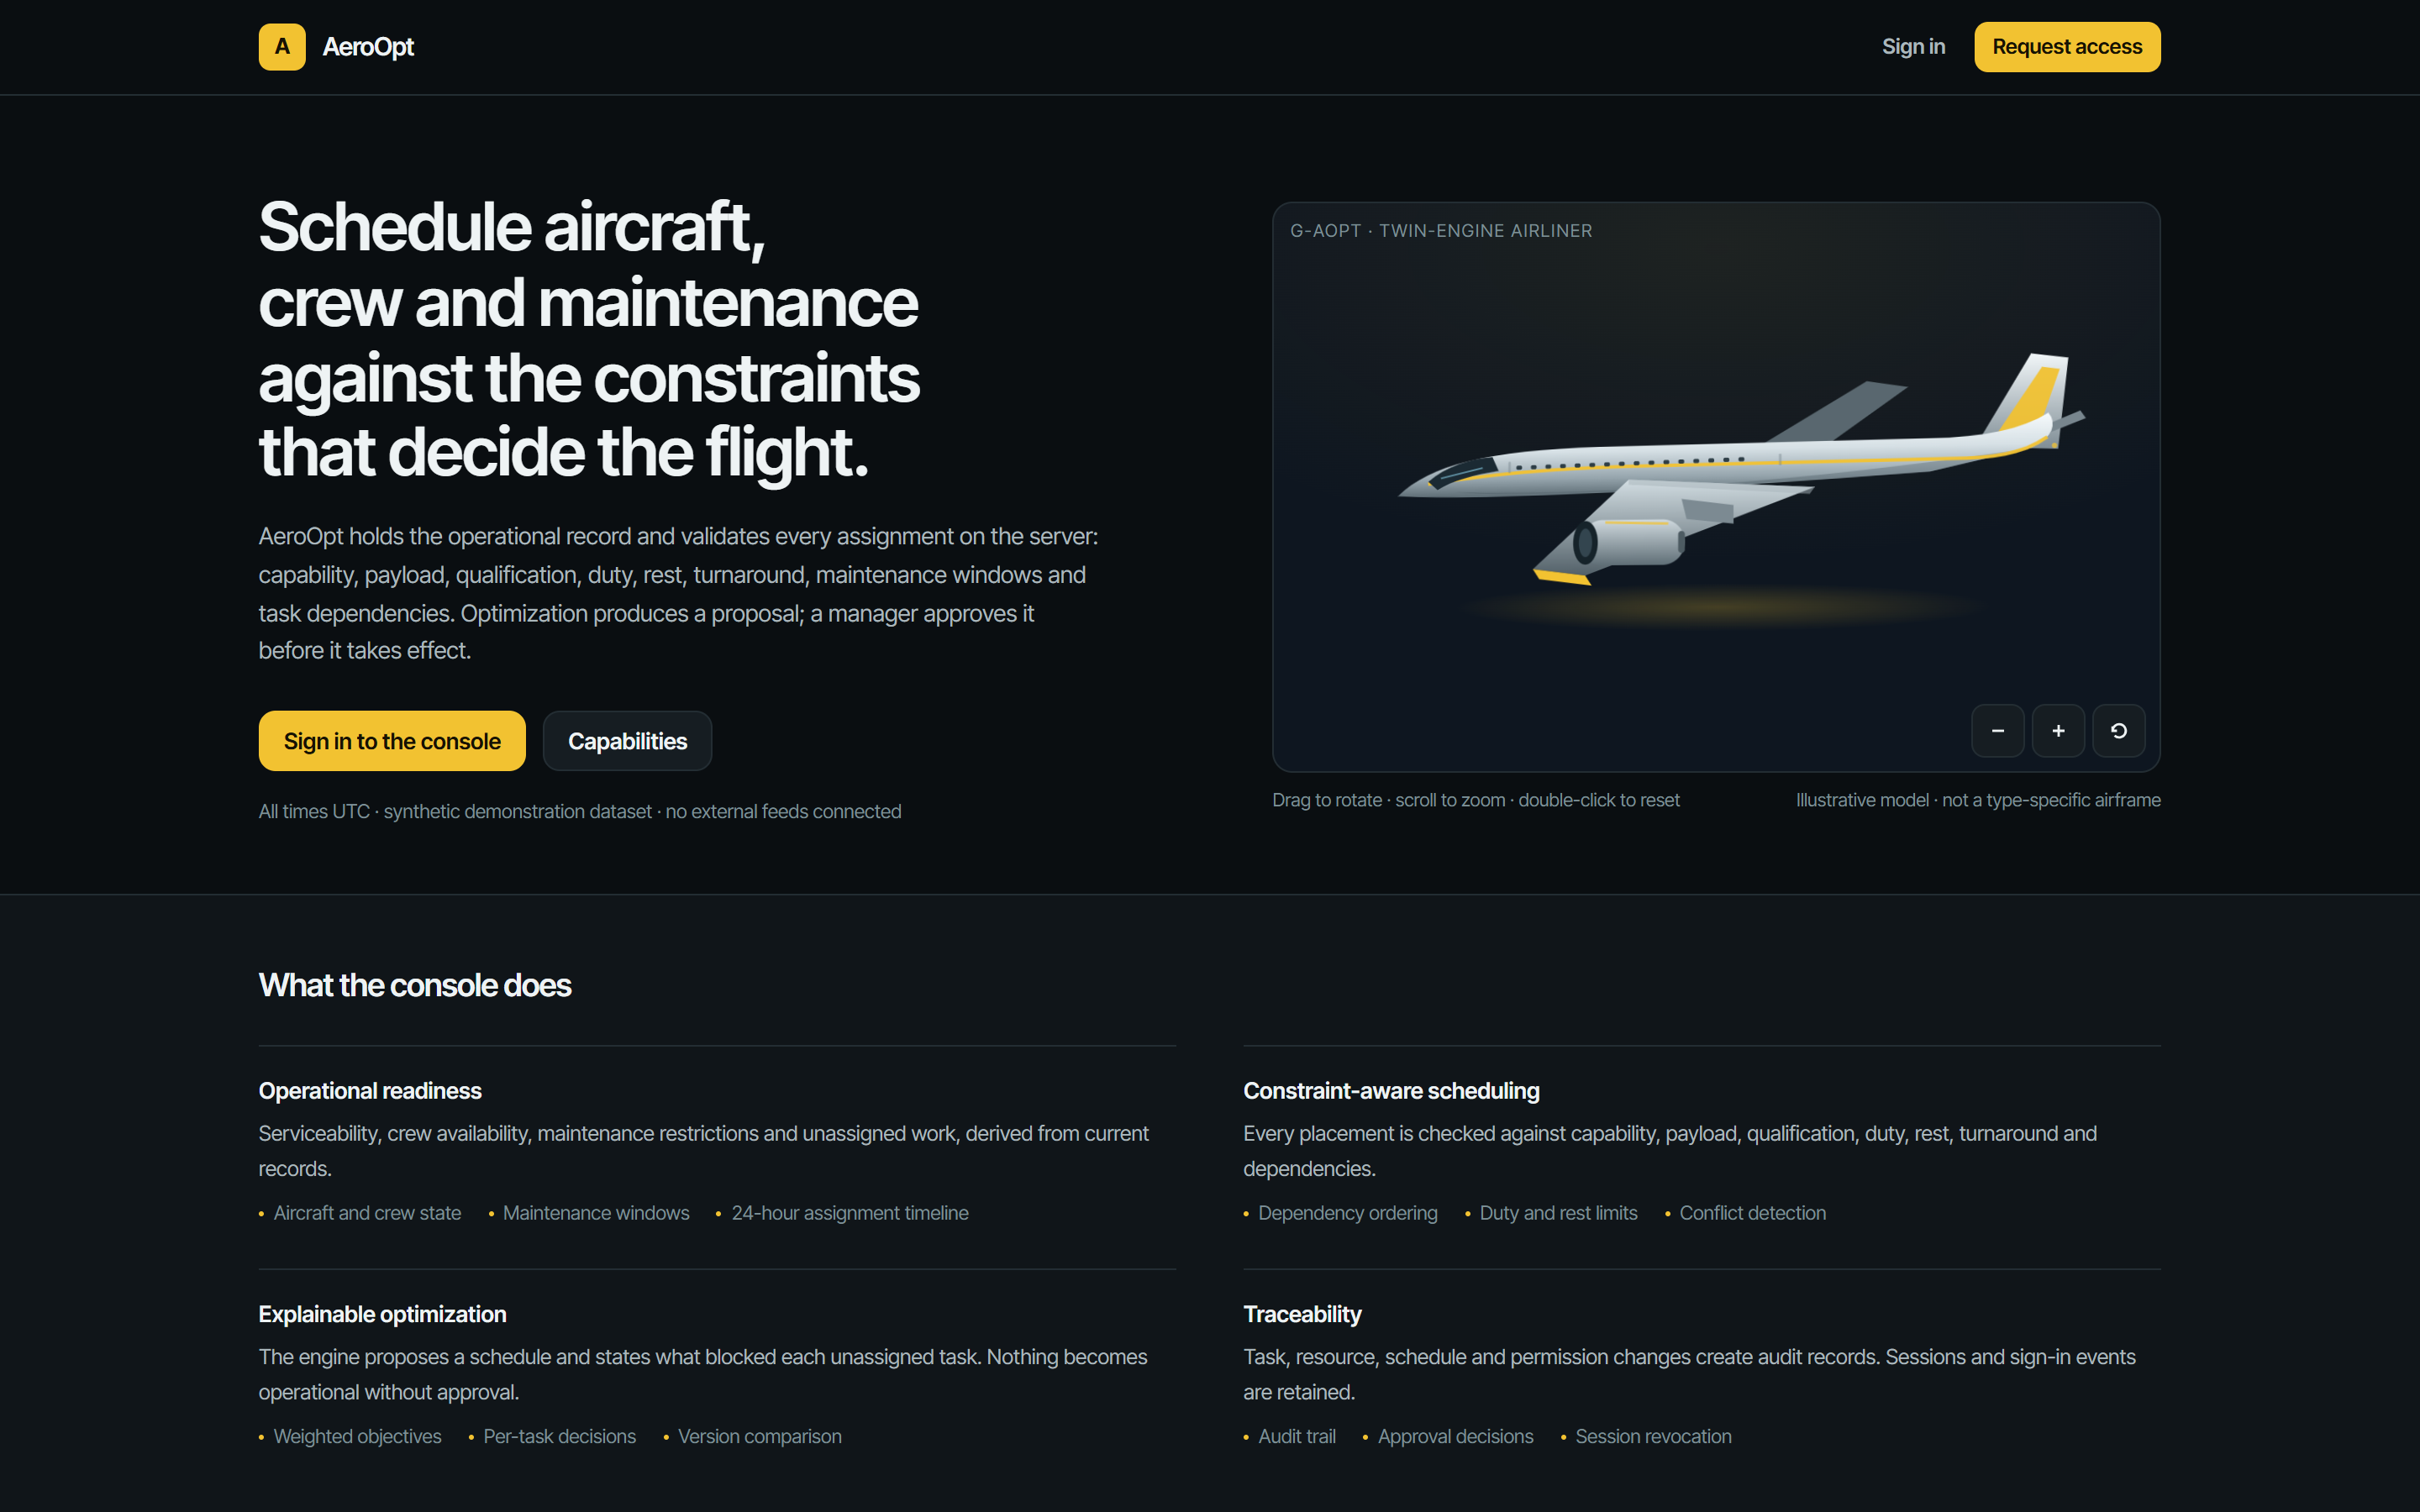 A
AeroOpt
Sign in
Request access
Schedule aircraft,
crew and maintenance
against the constraints
that decide the flight.
AeroOpt holds the operational record and validates every assignment on the server:
capability, payload, qualification, duty, rest, turnaround, maintenance windows and
task dependencies. Optimization produces a proposal; a manager approves it
before it takes effect.
Sign in to the console
Capabilities
All times UTC · synthetic demonstration dataset · no external feeds connected
G-AOPT · TWIN-ENGINE AIRLINER
− +
Drag to rotate · scroll to zoom · double-click to reset
Illustrative model · not a type-specific airframe
What the console does
Operational readiness
Serviceability, crew availability, maintenance restrictions and unassigned work, derived from current
records.
• Aircraft and crew state • Maintenance windows • 24-hour assignment timeline
Constraint-aware scheduling
Every placement is checked against capability, payload, qualification, duty, rest, turnaround and
dependencies.
• Dependency ordering • Duty and rest limits • Conflict detection
Explainable optimization
The engine proposes a schedule and states what blocked each unassigned task. Nothing becomes
operational without approval.
• Weighted objectives • Per-task decisions • Version comparison
Traceability
Task, resource, schedule and permission changes create audit records. Sessions and sign-in events
are retained.
• Audit trail • Approval decisions • Session revocation